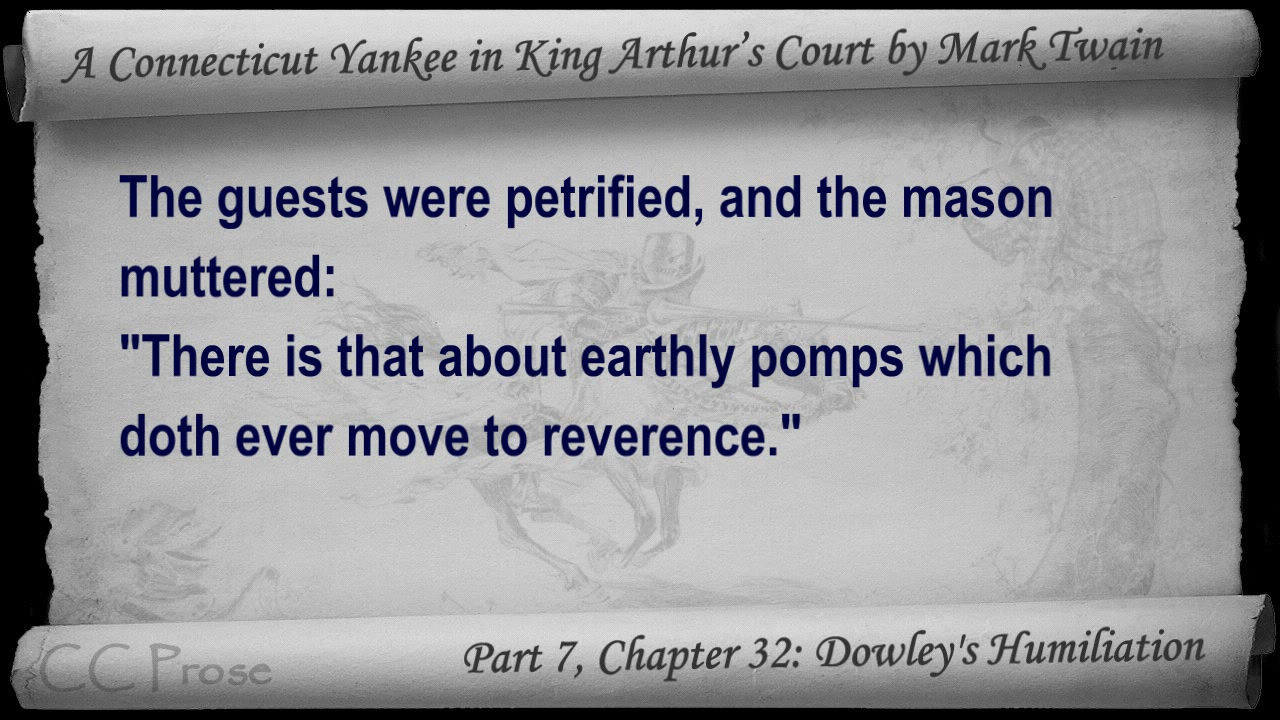 A Connecticut Yankee in King Arthur's Court by Mark Twain
The guests were petrified, and the mason
muttered:
"There is that about earthly pomps which
doth ever move to reverence."
CC Prose
Part 7, Chapter 32: Dowley's Humiliation